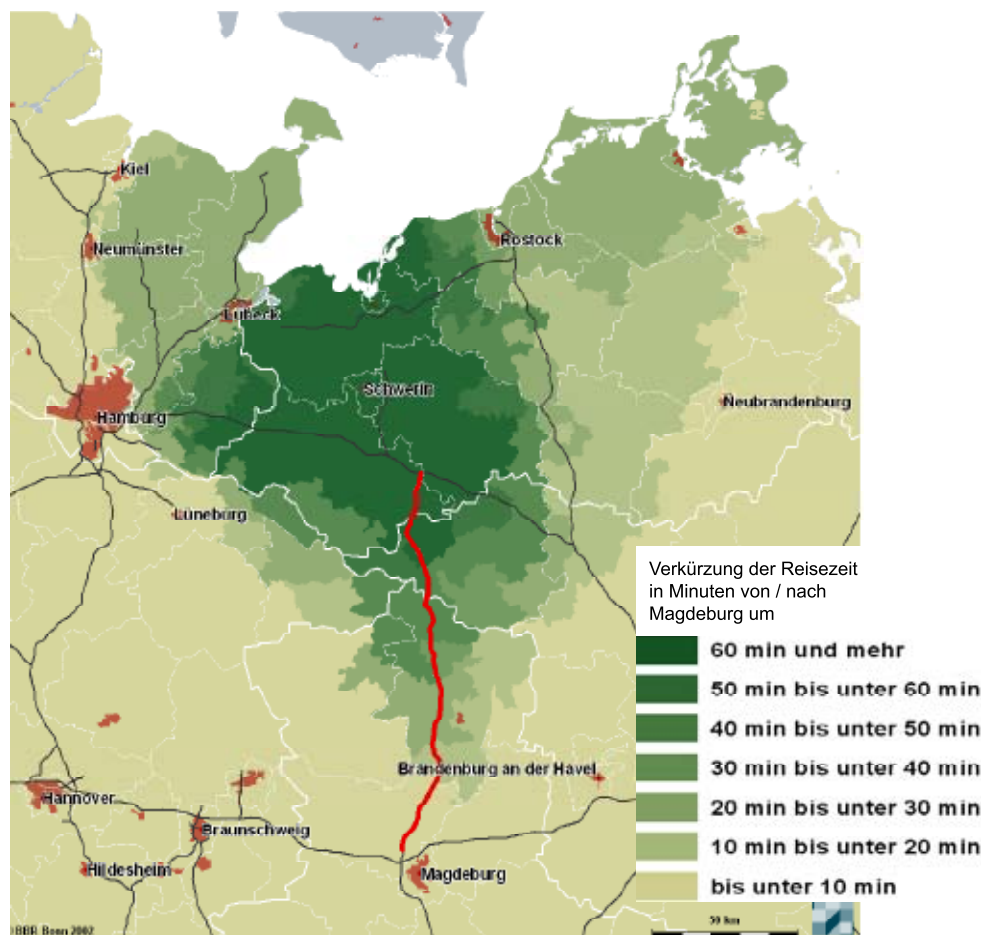 Kiel
Neumünster
Rostock
Lübeck
Schwerin
Hamburg
Neubrandenburg
Lüneburg
Verkürzung der Reisezeit
in Minuten von / nach
Magdeburg um
60 min und mehr
50 min bis unter 60 min
40 min bis unter 50 min
30 min bis unter 40 min
20 min bis unter 30 min
10 min bis unter 20 min
bis unter 10 min
Brandenburg an der Havel
Hannover
Braunschweig
Hildesheim
Magdeburg
50 km
©BBR Bonn 2002